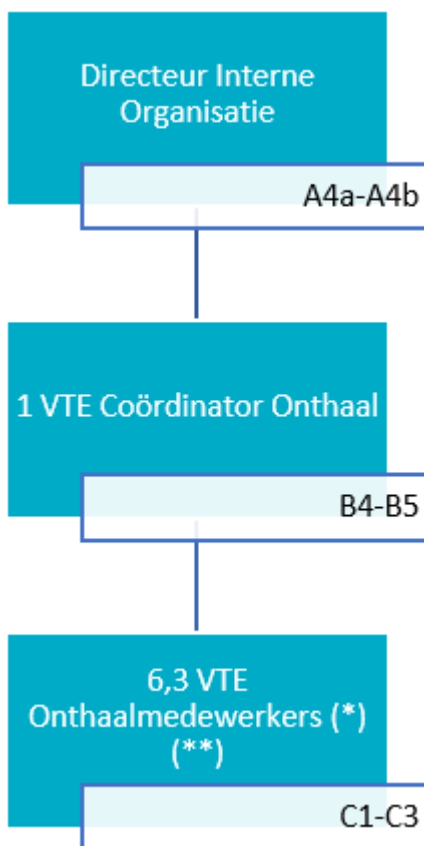 Directeur Interne
Organisatie
A4a-A4b
1 VTE Coördinator Onthaal
B4-B5
6,3 VTE
Onthaalmedewerkers (*)
(**)
C1-C3